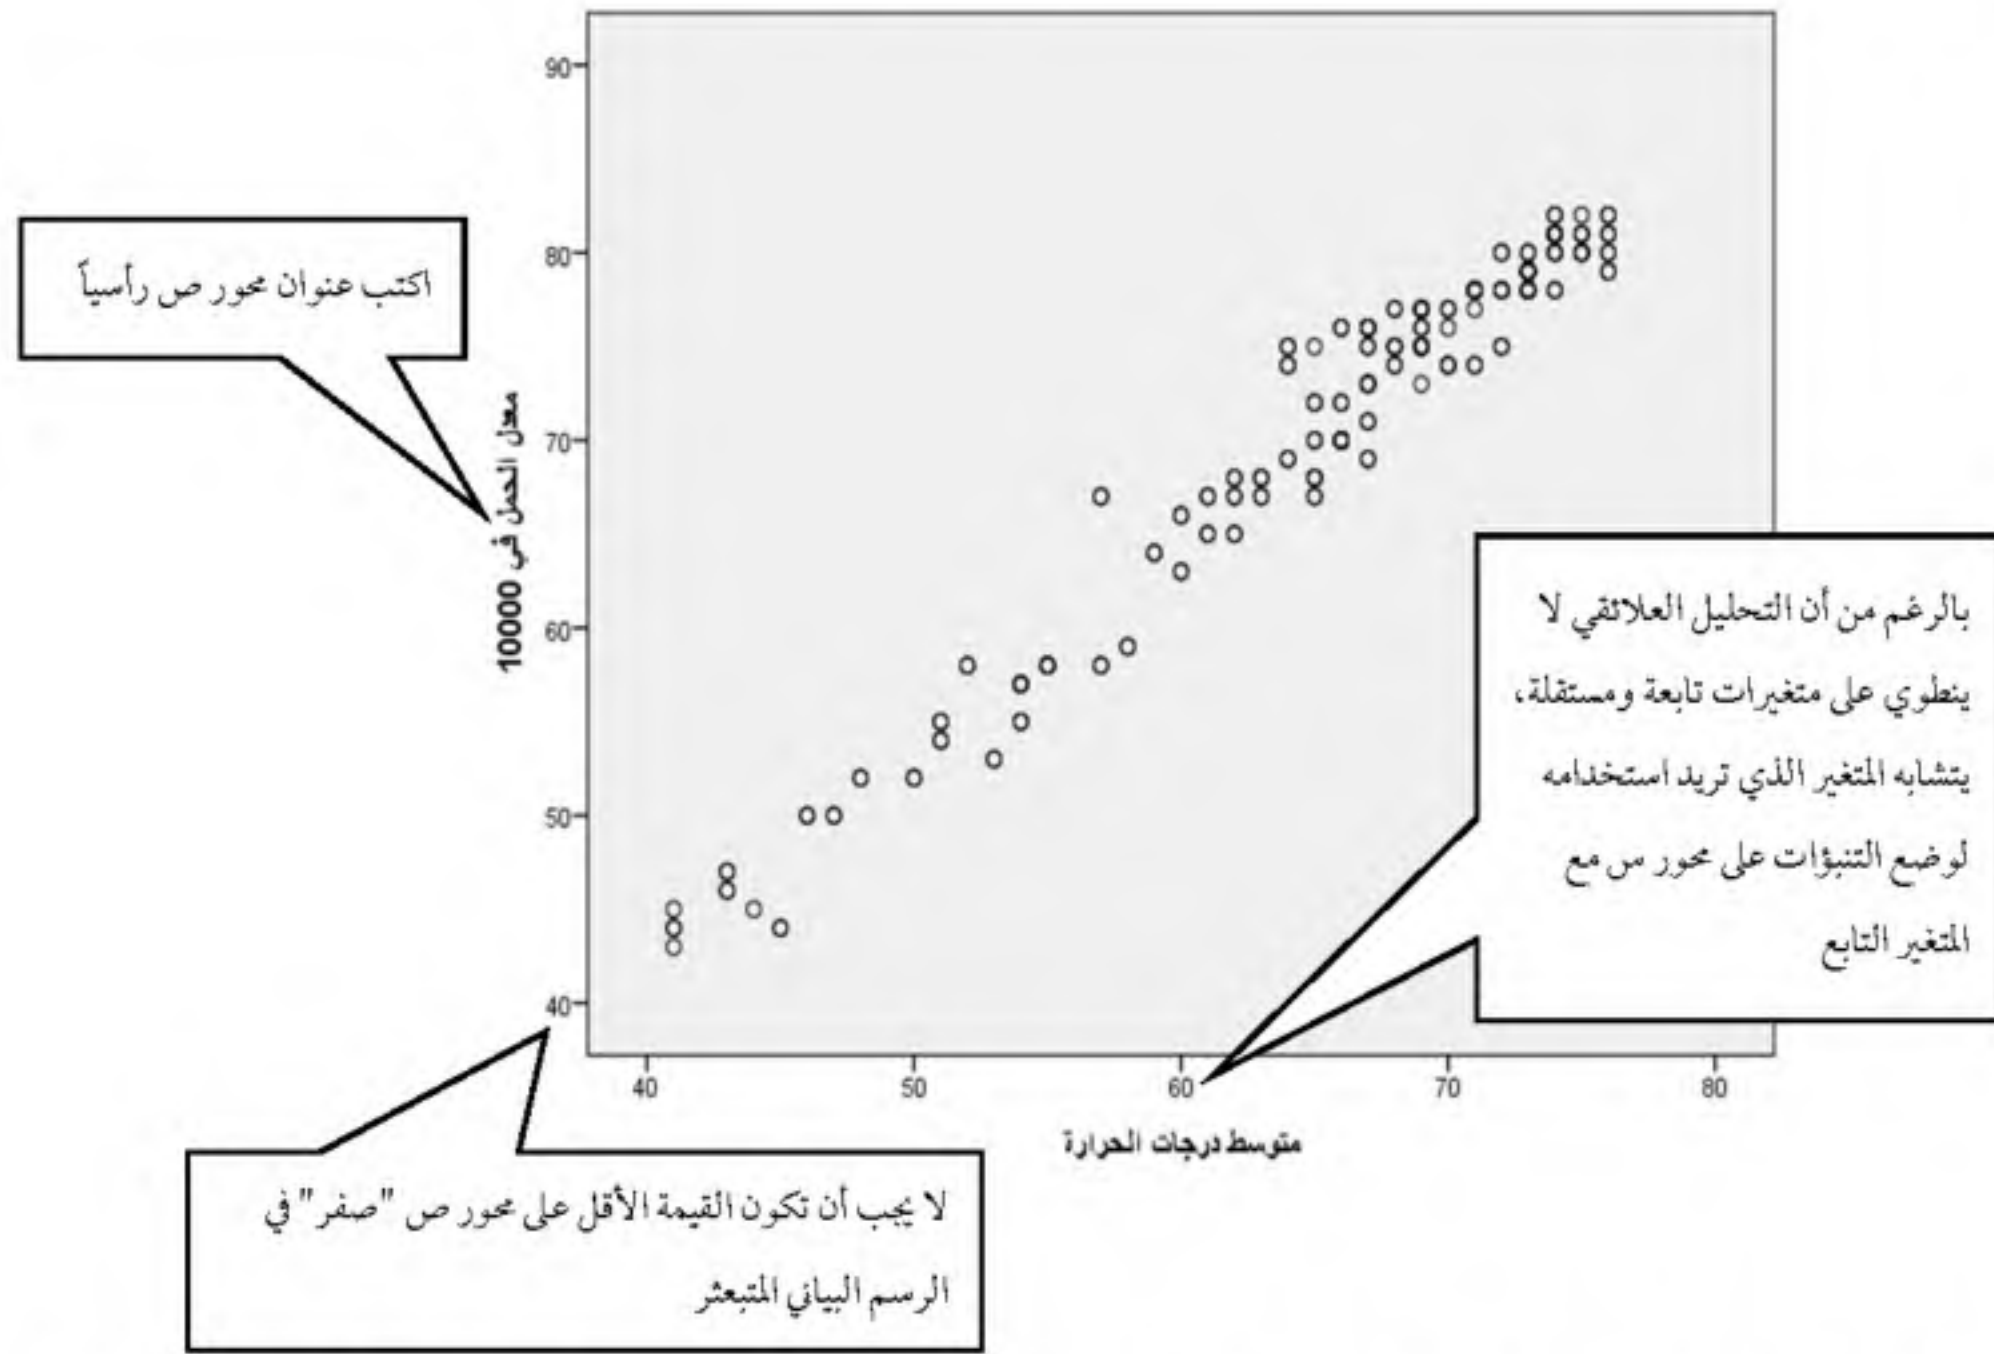 90
80
70
60
50
40
معدل الحمل في 10000
40
50
60
70
80
متوسط درجات الحرارة
اكتب عنوان محور ص رأسياً
بالرغم من أن التحليل العلائقي لا
ينطوي على متغيرات تابعة ومستقلة،
يتشابه المتغير الذي تريد استخدامه
لوضع التنبؤات على محور س مع
المتغير التابع
لا يجب أن تكون القيمة الأقل على محور ص "صفر" في
الرسم البياني المتبعثر